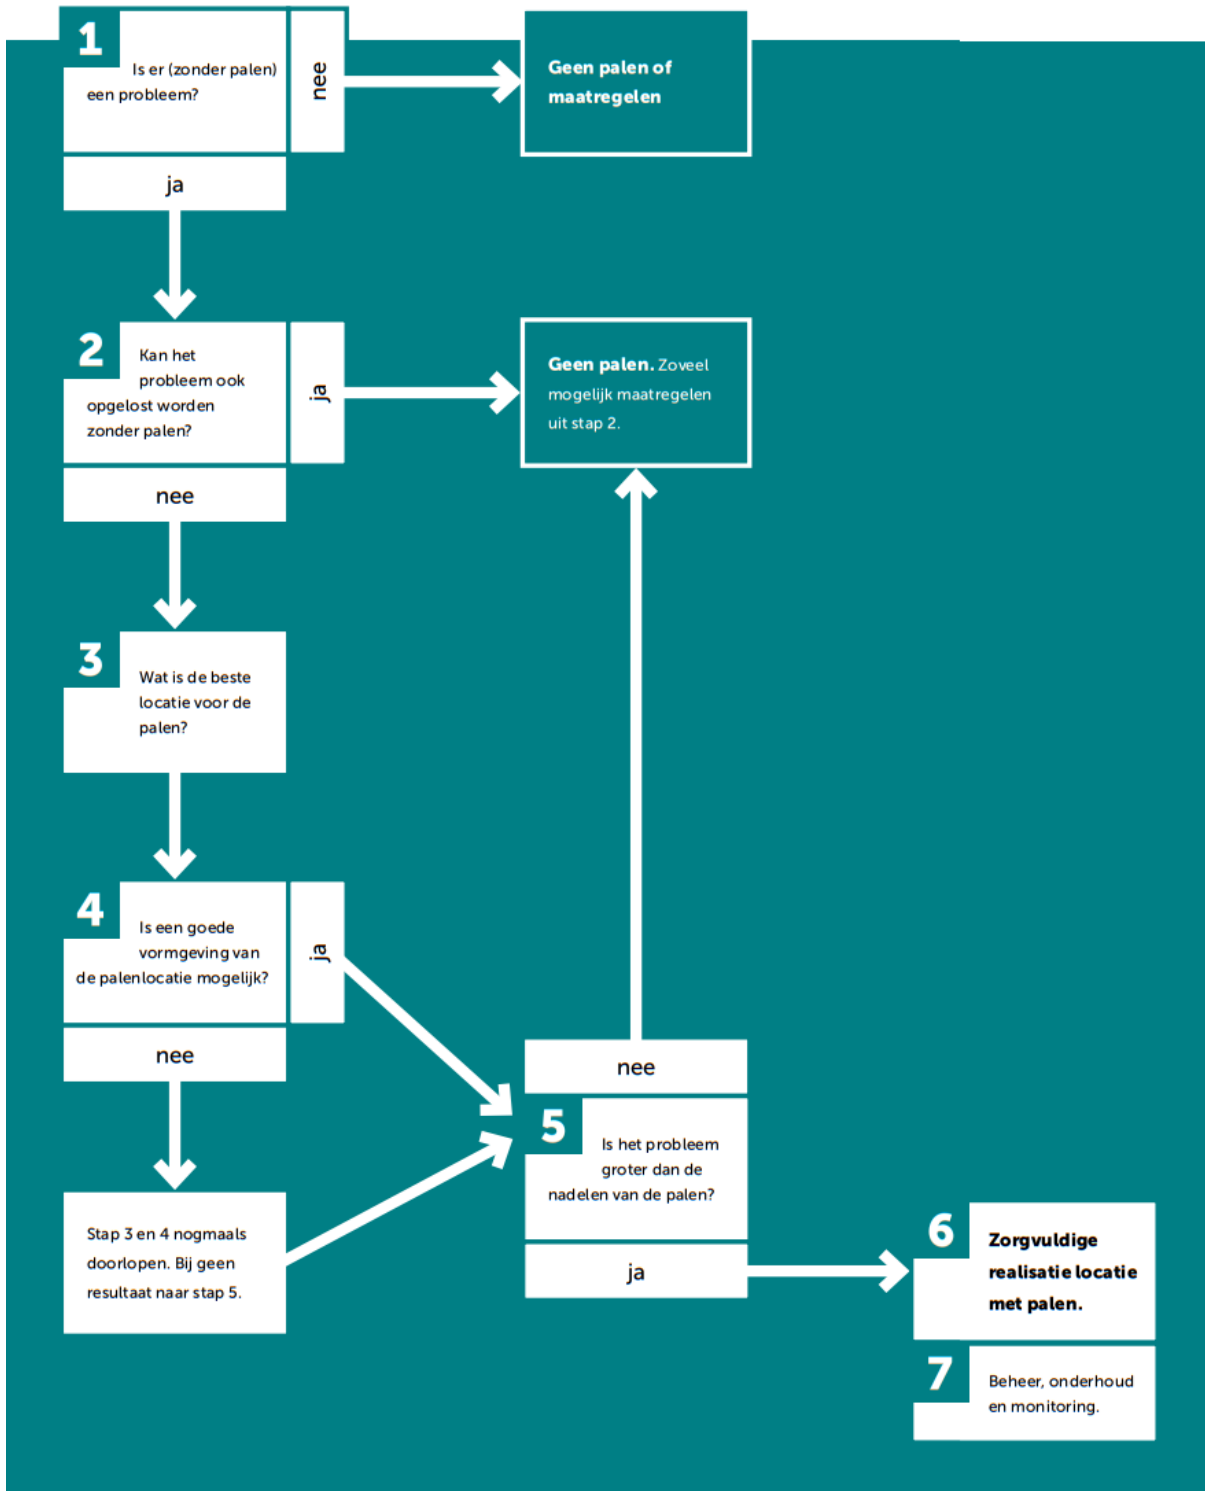 1
Is er (zonder palen)
een probleem?
nee
Geen palen of
maatregelen
ja
2
Kan het
probleem ook
opgelost worden
zonder palen?
ja
Geen palen. Zoveel
mogelijk maatregelen
uit stap 2.
nee
3
Wat is de beste
locatie voor de
palen?
4
Is een goede
vormgeving van
de palenlocatie mogelijk?
ja
nee
Stap 3 en 4 nogmaals
doorlopen. Bij geen
resultaat naar stap 5.
nee
5
Is het probleem
groter dan de
nadelen van de palen?
ja
6
Zorgvuldige
realisatie locatie
met palen.
7
Beheer, onderhoud
en monitoring.